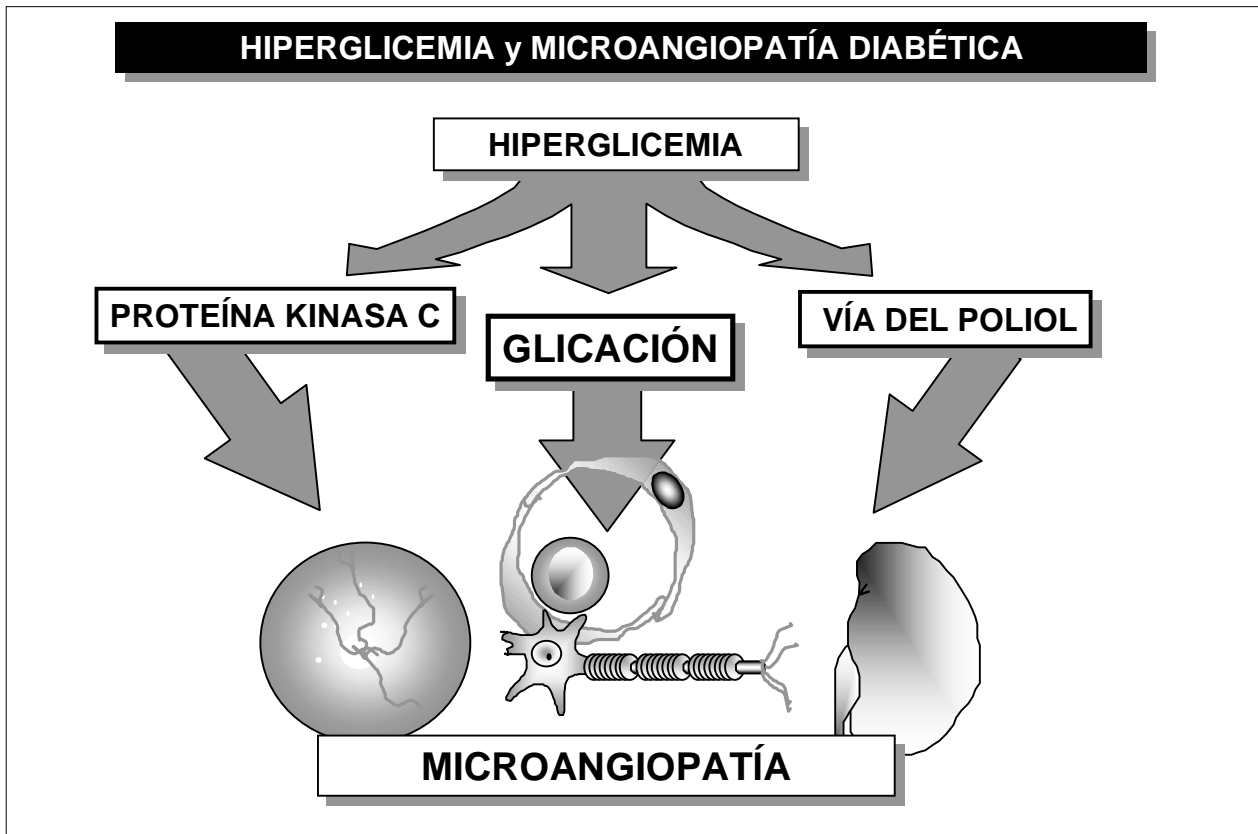 HIPERGLICEMIA y MICROANGIOPATÍA DIABÉTICA
HIPERGLICEMIA
PROTEÍNA KINASA C
GLICACIÓN
VÍA DEL POLIOL
MICROANGIOPATÍA